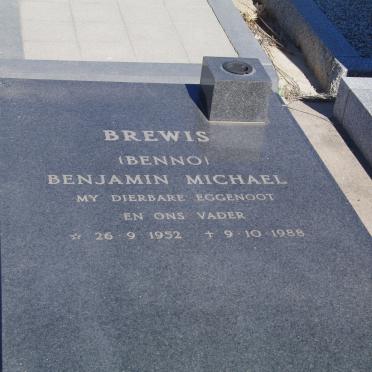 BREWIS
(BENNO)
BENJAMIN MICHAEL
MY DIERBARE EGGENOOT
EN ONS VADER
☆ 26·9·1952 ✝ 9·10·1988